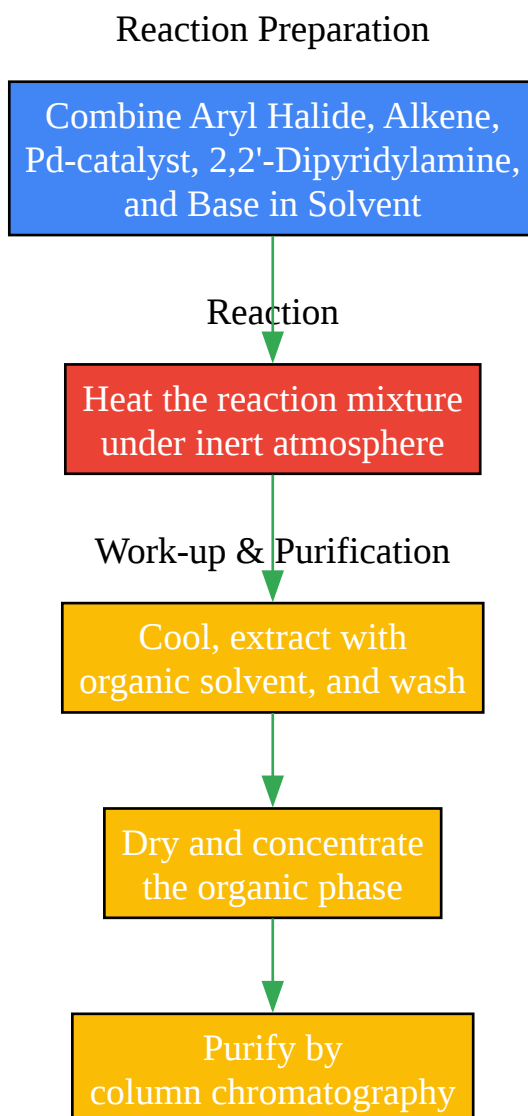 Reaction Preparation
Combine Aryl Halide, Alkene,
Pd-catalyst, 2,2'-Dipyridylamine,
and Base in Solvent
Reaction
Heat the reaction mixture
under inert atmosphere
Work-up & Purification
Cool, extract with
organic solvent, and wash
Dry and concentrate
the organic phase
Purify by
column chromatography